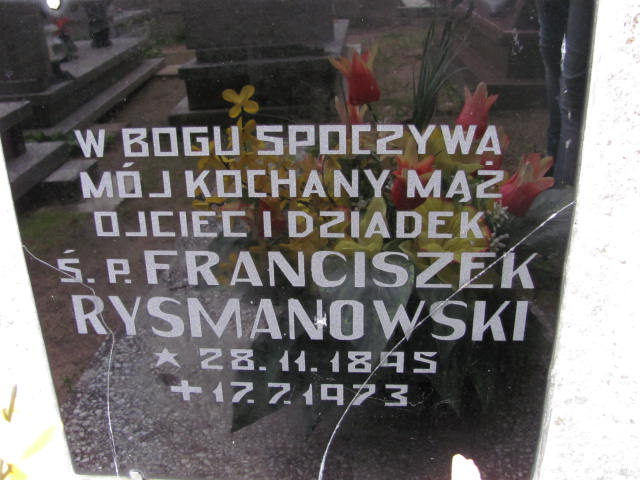 W BOGU SPOCZYWA
MÓJ KOCHANY MĄŻ
OJCIEC I DZIADEK
Ś.P. FRANCISZEK
RYSMANOWSKI
★ 28.11.1895
+ 17.7.1973